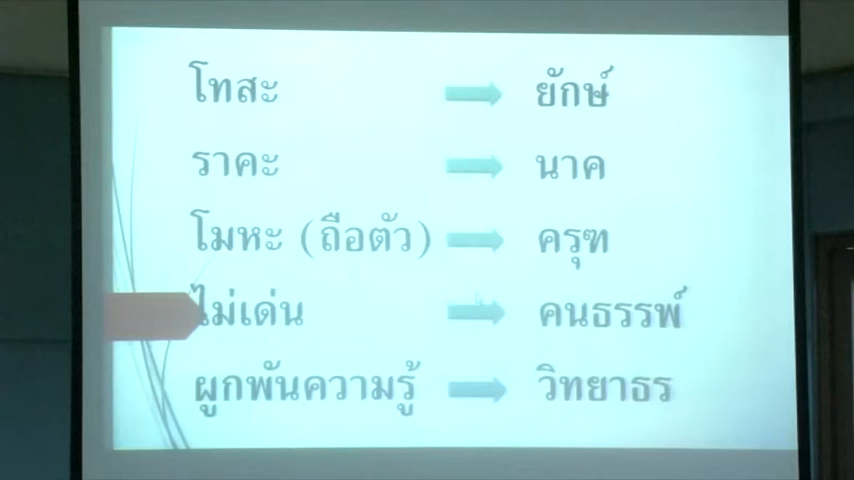 โทสะ ยักษ์
ราคะ นาค
โมหะ (ถือตัว) ครุฑ
ไม่เด่น คนธรรพ์
ผูกพันความรู้ วิทยาธร